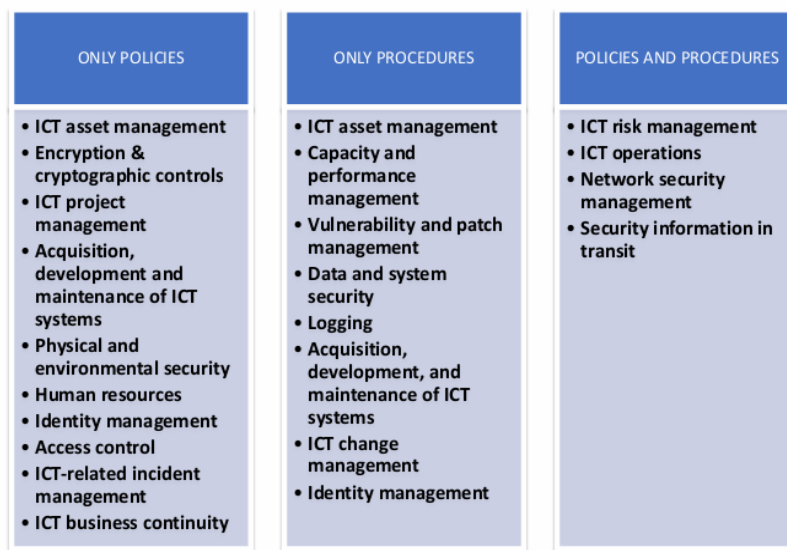 ONLY POLICIES
• ICT asset management
• Encryption &
cryptographic controls
• ICT project
management
• Acquisition,
development and
maintenance of ICT
systems
• Physical and
environmental security
• Human resources
• Identity management
• Access control
• ICT-related incident
management
• ICT business continuity
ONLY PROCEDURES
• ICT asset management
• Capacity and
performance
management
• Vulnerability and patch
management
• Data and system
security
• Logging
• Acquisition,
development, and
maintenance of ICT
systems
• ICT change
management
• Identity management
POLICIES AND PROCEDURES
• ICT risk management
• ICT operations
• Network security
management
• Security information in
transit